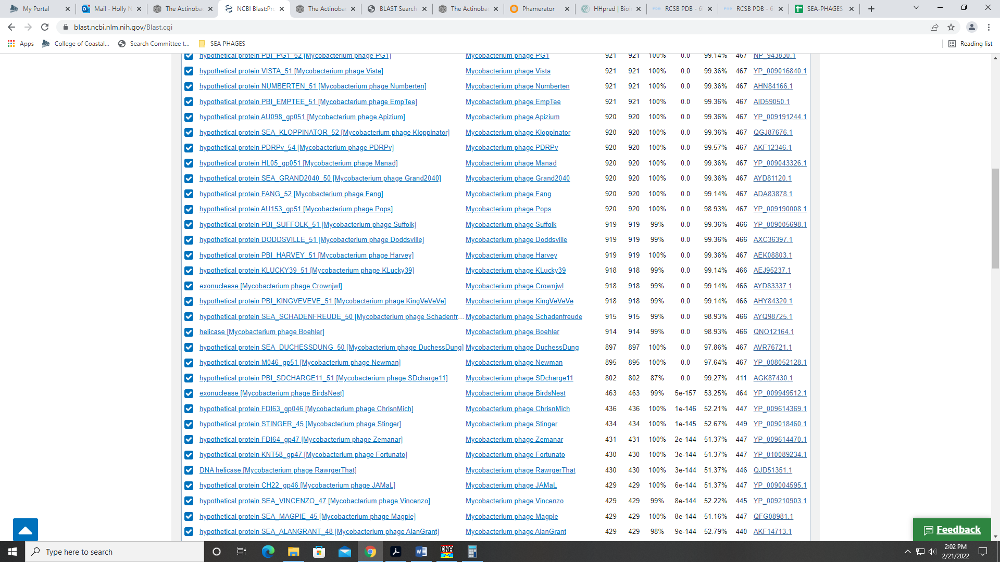 My Portal
Mail - Holly N
The Actinoba
NCBI Blast:Pro
The Actinobac
BLAST Search
The Actinobac
Phamerator
HHpred | Bioi
RCSB PDB - 6
RCSB PDB - 6
SEA-PHAGES
blast.ncbi.nlm.nih.gov/Blast.cgi
Apps College of Coastal... Search Committee t... SEA PHAGES Reading list
hypothetical protein PBI_PG1_52 [Mycobacterium phage PG1] Mycobacterium phage PG1 921 921 100% 0.0 99.14% 467 NP_943830.1
hypothetical protein VISTA_51 [Mycobacterium phage Vista] Mycobacterium phage Vista 921 921 100% 0.0 99.36% 467 YP_009016840.1
hypothetical protein NUMBERTEN_51 [Mycobacterium phage Numberten] Mycobacterium phage Numberten 921 921 100% 0.0 99.36% 467 AHN84166.1
hypothetical protein PBI_EMPTEE_51 [Mycobacterium phage EmpTee] Mycobacterium phage EmpTee 921 921 100% 0.0 99.36% 467 AID59050.1
hypothetical protein AU098_gp051 [Mycobacterium phage Apizium] Mycobacterium phage Apizium 920 920 100% 0.0 99.36% 467 YP_009191244.1
hypothetical protein SEA_KLOPPINATOR_52 [Mycobacterium phage Kloppinator] Mycobacterium phage Kloppinator 920 920 100% 0.0 99.36% 467 QGJ87676.1
hypothetical protein PDRPv_54 [Mycobacterium phage PDRPv] Mycobacterium phage PDRPv 920 920 100% 0.0 99.57% 467 AKF12346.1
hypothetical protein HL05_gp051 [Mycobacterium phage Manad] Mycobacterium phage Manad 920 920 100% 0.0 99.36% 467 YP_009043326.1
hypothetical protein SEA_GRAND2040_50 [Mycobacterium phage Grand2040] Mycobacterium phage Grand2040 920 920 100% 0.0 99.36% 467 AYD81120.1
hypothetical protein FANG_52 [Mycobacterium phage Fang] Mycobacterium phage Fang 920 920 100% 0.0 99.14% 467 ADA83878.1
hypothetical protein AU153_gp51 [Mycobacterium phage Pops] Mycobacterium phage Pops 920 920 100% 0.0 98.93% 467 YP_009190008.1
hypothetical protein PBI_SUFFOLK_51 [Mycobacterium phage Suffolk] Mycobacterium phage Suffolk 919 919 99% 0.0 99.36% 466 YP_009005698.1
hypothetical protein DODDSVILLE_51 [Mycobacterium phage Doddsville] Mycobacterium phage Doddsville 919 919 99% 0.0 99.36% 466 AXC36397.1
hypothetical protein PBI_HARVEY_51 [Mycobacterium phage Harvey] Mycobacterium phage Harvey 919 919 100% 0.0 99.36% 467 AEK08803.1
hypothetical protein KLUCKY39_51 [Mycobacterium phage KLucky39] Mycobacterium phage KLucky39 918 918 99% 0.0 99.14% 466 AEJ95237.1
exonuclease [Mycobacterium phage Crownjwl] Mycobacterium phage Crownjwl 918 918 99% 0.0 99.14% 466 AYD83337.1
hypothetical protein PBI_KINGVEVEVE_51 [Mycobacterium phage KingVeVeVe] Mycobacterium phage KingVeVeVe 918 918 99% 0.0 99.14% 466 AHY84320.1
hypothetical protein SEA_SCHADENFREUDE_50 [Mycobacterium phage Schadenfr... Mycobacterium phage Schadenfreude 915 915 99% 0.0 98.93% 466 AYQ98725.1
helicase [Mycobacterium phage Boehler] Mycobacterium phage Boehler 914 914 99% 0.0 98.93% 466 QNO12164.1
hypothetical protein SEA_DUCHESSDUNG_50 [Mycobacterium phage DuchessDung] Mycobacterium phage DuchessDung 897 897 100% 0.0 97.86% 467 AVR76721.1
hypothetical protein M046_gp51 [Mycobacterium phage Newman] Mycobacterium phage Newman 895 895 100% 0.0 97.64% 467 YP_008052128.1
hypothetical protein PBI_SDCHARGE11_51 [Mycobacterium phage SDcharge11] Mycobacterium phage SDcharge11 802 802 87% 0.0 99.27% 411 AGK87430.1
exonuclease [Mycobacterium phage BirdsNest] Mycobacterium phage BirdsNest 463 463 99% 5e-157 53.25% 464 YP_009949512.1
hypothetical protein FDI63_gp046 [Mycobacterium phage ChrisnMich] Mycobacterium phage ChrisnMich 436 436 100% 1e-146 52.21% 447 YP_009614369.1
hypothetical protein STINGER_45 [Mycobacterium phage Stinger] Mycobacterium phage Stinger 434 434 100% 1e-145 52.67% 449 YP_009018460.1
hypothetical protein FDI64_gp47 [Mycobacterium phage Zemanar] Mycobacterium phage Zemanar 431 431 100% 2e-144 51.37% 447 YP_009614470.1
hypothetical protein KNT58_gp47 [Mycobacterium phage Fortunato] Mycobacterium phage Fortunato 430 430 100% 3e-144 51.37% 447 YP_010089234.1
DNA helicase [Mycobacterium phage RawrgerThat] Mycobacterium phage RawrgerThat 430 430 100% 3e-144 51.37% 446 QJD51351.1
hypothetical protein CH22_gp46 [Mycobacterium phage JAMaL] Mycobacterium phage JAMaL 429 429 100% 6e-144 51.37% 447 YP_009004595.1
hypothetical protein SEA_VINCENZO_47 [Mycobacterium phage Vincenzo] Mycobacterium phage Vincenzo 429 429 99% 8e-144 52.22% 445 YP_009210903.1
hypothetical protein SEA_MAGPIE_45 [Mycobacterium phage Magpie] Mycobacterium phage Magpie 429 429 100% 8e-144 51.16% 447 QFG08981.1
hypothetical protein SEA_ALANGRANT_48 [Mycobacterium phage AlanGrant] Mycobacterium phage AlanGrant 429 429 98% 9e-144 52.79% 440 AKF14713.1
Feedback
Type here to search
DNA
2:02 PM
2/21/2022